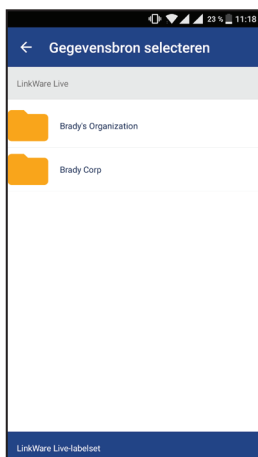 23 % 11:18
Gegevensbron selecteren
LinkWare Live
Brady's Organization
Brady Corp
LinkWare Live-labelset